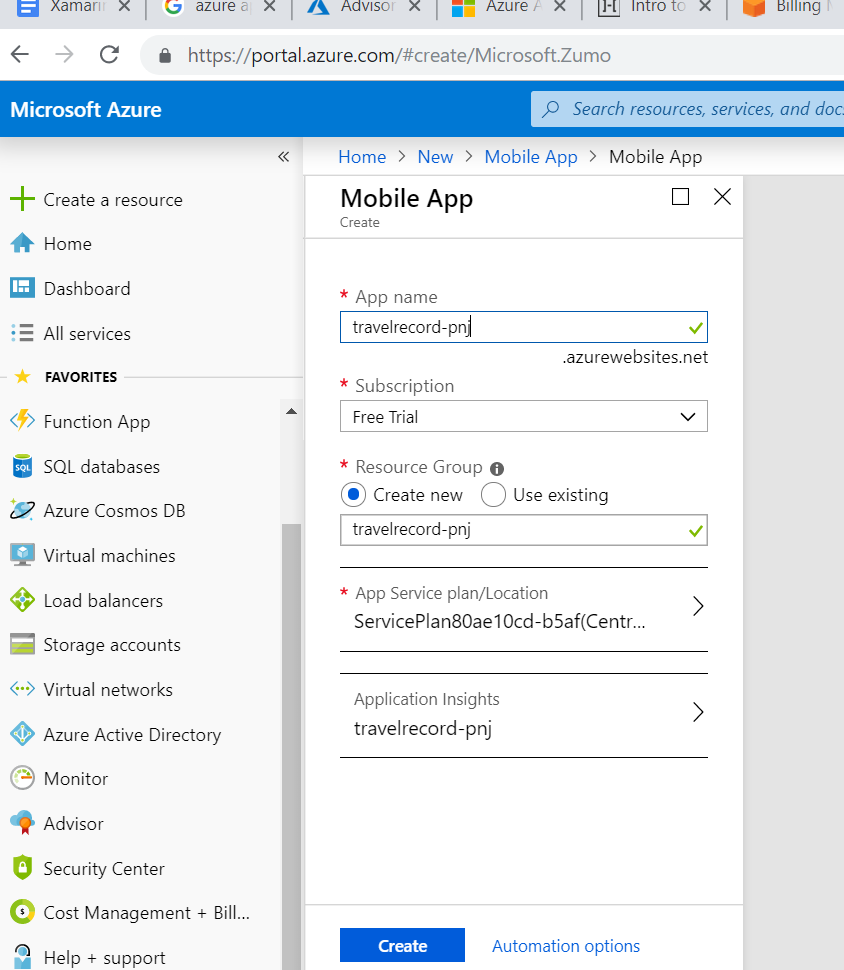 Xamarin
azure a
Advisor
Azure A
Intro to
Billing
https://portal.azure.com/#create/Microsoft.Zumo
Microsoft Azure
Search resources, services, and docs
«
Home > New > Mobile App > Mobile App
Create a resource
Home
Dashboard
All services
FAVORITES
Function App
SQL databases
Azure Cosmos DB
Virtual machines
Load balancers
Storage accounts
Virtual networks
Azure Active Directory
Monitor
Advisor
Security Center
Cost Management + Bill...
Help + support
Mobile App
Create
* App name
travelrecord-pnj
.azurewebsites.net
* Subscription
Free Trial
* Resource Group
Create new Use existing
travelrecord-pnj
* App Service plan/Location
ServicePlan80ae10cd-b5af(Centr...
Application Insights
travelrecord-pnj
Create Automation options